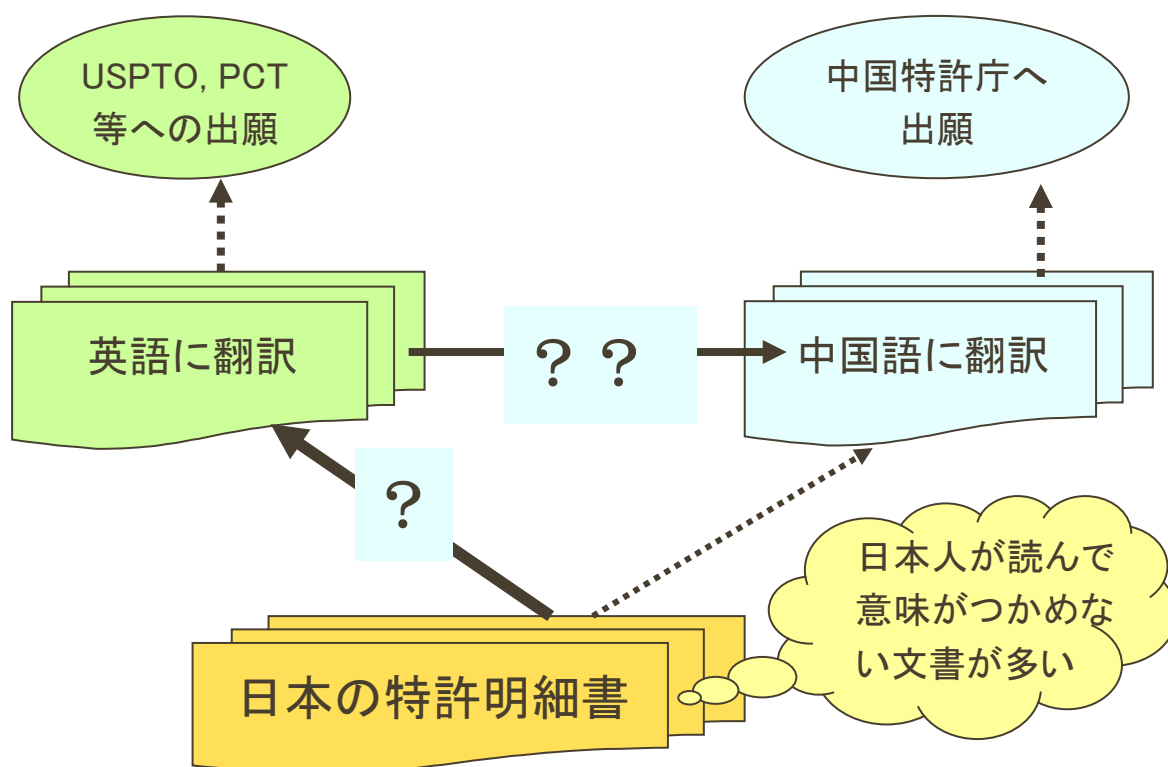 USPTO, PCT
等への出願
中国特許庁へ
出願
英語に翻訳
？？
中国語に翻訳
？
日本人が読んで
意味がつかめな
い文書が多い
日本の特許明細書